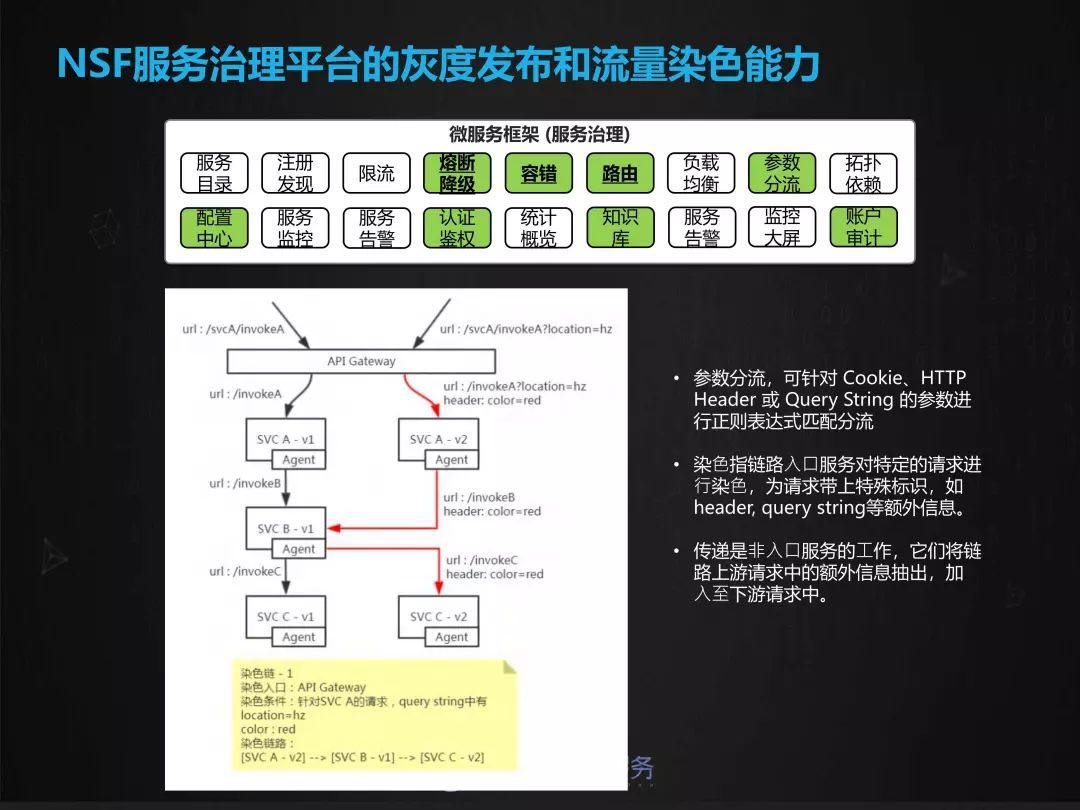 NSF服务治理平台的灰度发布和流量染色能力
微服务框架 (服务治理)
服务
目录
注册
发现
限流
熔断
降级
容错
路由
负载
均衡
参数
分流
拓扑
依赖
配置
中心
服务
监控
服务
告警
认证
鉴权
统计
概览
知识
库
服务
告警
监控
大屏
账户
审计
url : /svcA/invokeA
url : /svcA/invokeA?location=hz
API Gateway
url : /invokeA
url : /invokeA?location=hz
header: color=red
SVC A - v1
Agent
SVC A - v2
Agent
url : /invokeB
url : /invokeB
header: color=red
SVC B - v1
Agent
url : /invokeC
url : /invokeC
header: color=red
SVC C - v1
Agent
SVC C - v2
Agent
染色链 - 1
染色入口 : API Gateway
染色条件 : 针对SVC A的请求 , query string中有
location=hz
color : red
染色链路 :
[SVC A - v2] --> [SVC B - v1] --> [SVC C - v2]
• 参数分流，可针对 Cookie、HTTP
Header 或 Query String 的参数进
行正则表达式匹配分流
• 染色指链路入口服务对特定的请求进
行染色，为请求带上特殊标识，如
header, query string等额外信息。
• 传递是非入口服务的工作，它们将链
路上游请求中的额外信息抽出，加
入至下游请求中。
务